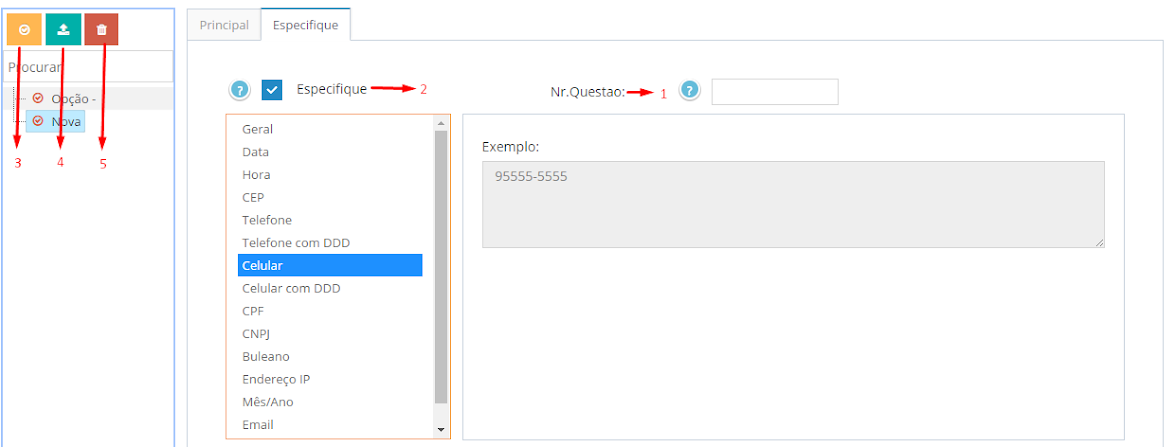 Procurar
Opção -
Nova
3
4
5
Principal
Especifique
?
Especifique
2
Nr.Questao:
1
?
Geral
Data
Hora
CEP
Telefone
Telefone com DDD
Celular
Celular com DDD
CPF
CNPJ
Buleano
Endereço IP
Mês/Ano
Email
Exemplo:
95555-5555